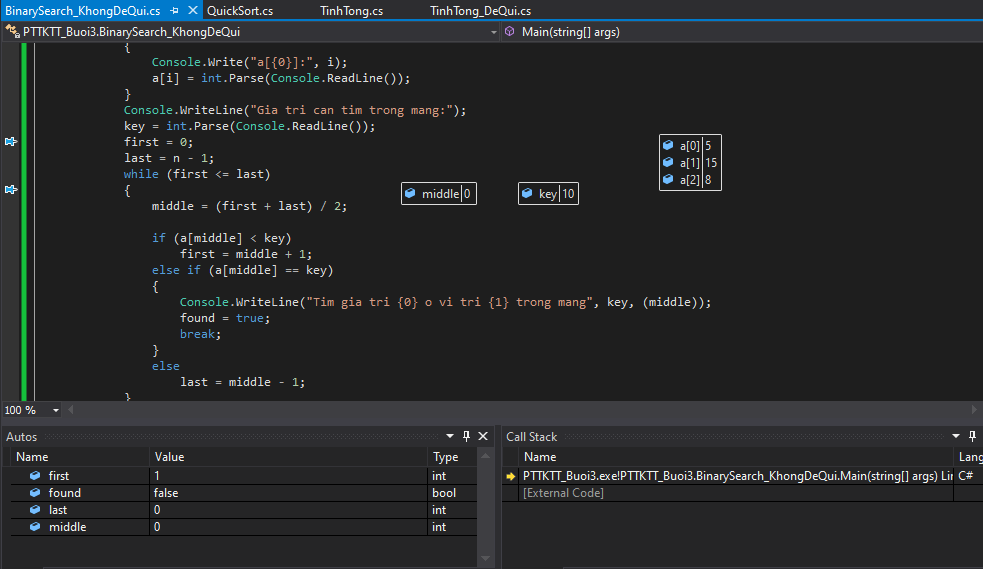 BinarySearch_KhongDeQui.cs QuickSort.cs TinhTong.cs TinhTong_DeQui.cs
PTTKTT_Buoi3.BinarySearch_KhongDeQui Main(string[] args)
{
Console.Write("a[{0}]:", i);
a[i] = int.Parse(Console.ReadLine());
}
Console.WriteLine("Gia tri can tim trong mang:");
key = int.Parse(Console.ReadLine());
first = 0;
last = n - 1;
while (first <= last)
{
middle = (first + last) / 2;
if (a[middle] < key)
first = middle + 1;
else if (a[middle] == key)
{
Console.WriteLine("Tim gia tri {0} o vi tri {1} trong mang", key, (middle));
found = true;
break;
}
else
last = middle - 1;
}
a[0] 5
a[1] 15
a[2] 8
middle 0
key 10
100 %
Autos
Name Value Type
first 1 int
found false bool
last 0 int
middle 0 int
Call Stack
Name Lang
PTTKTT_Buoi3.exe!PTTKTT_Buoi3.BinarySearch_KhongDeQui.Main(string[] args) Lin C#
[External Code]